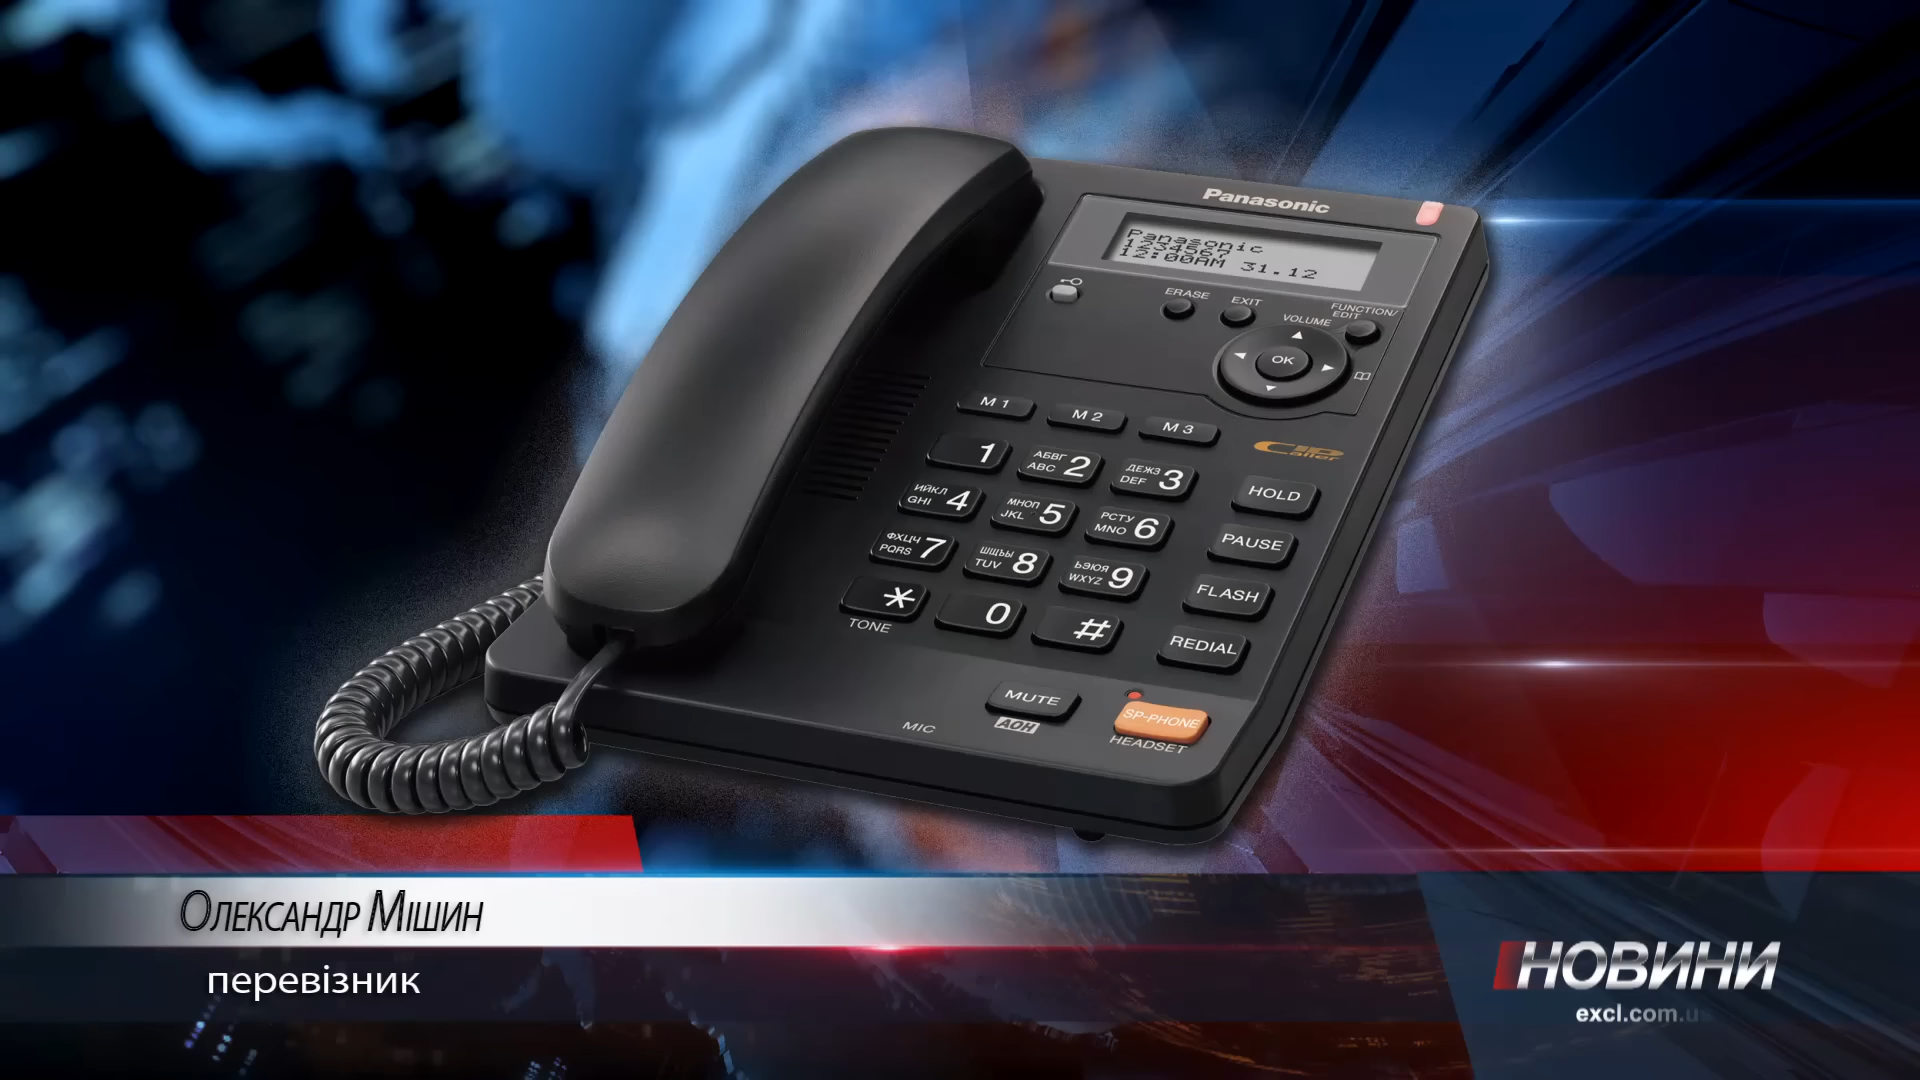 Panasonic
Panasonic
1234567
12:00AM 31.12
ERASE
EXIT
FUNCTION/
EDIT
VOLUME
OK
M 1
M 2
M 3
Caller
1
АБВГ
ABC 2
ДЕЖЗ
DEF 3
HOLD
ИЙКЛ
GHI 4
МНОП
JKL 5
РСТУ
MNO 6
PAUSE
ФХЦЧ
PQRS 7
ШЩЪЫ
TUV 8
ЬЭЮЯ
WXYZ 9
FLASH
*
0
#
TONE
REDIAL
MUTE
АОН
MIC
SP-PHONE
HEADSET
Олександр Мішин
перевізник
НОВИНИ
excl.com.u